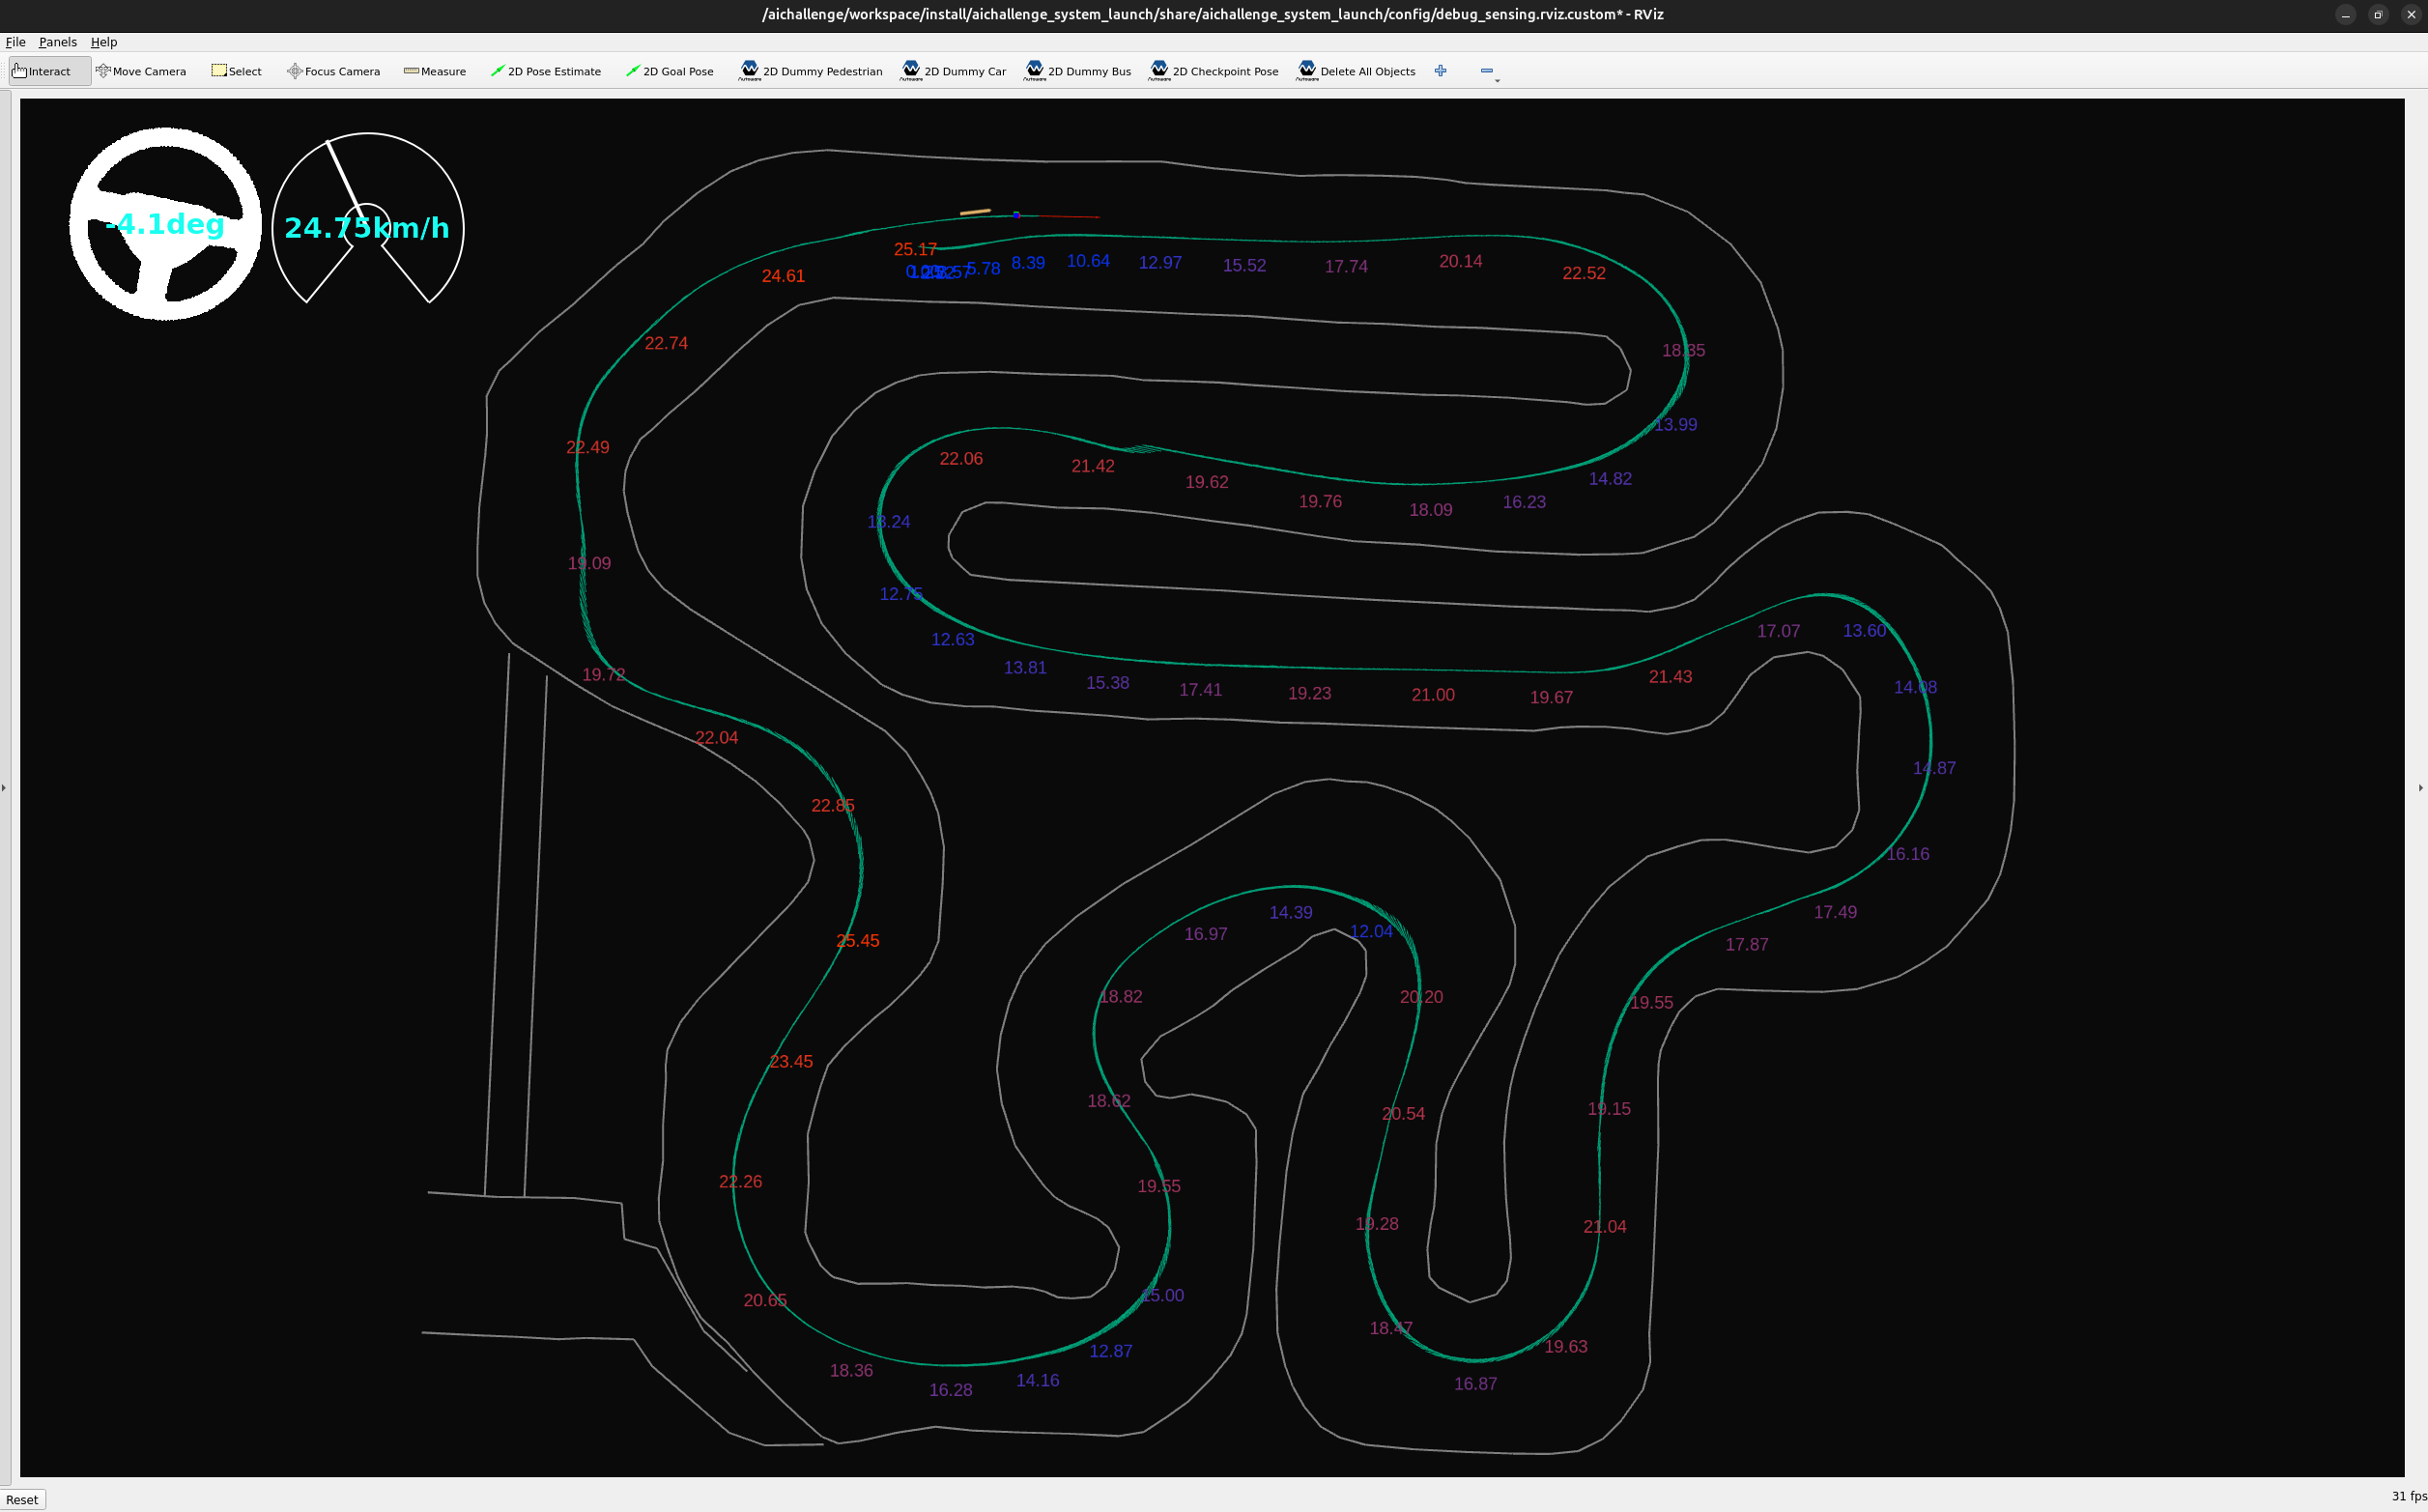 /aichallenge/workspace/install/aichallenge_system_launch/share/aichallenge_system_launch/config/debug_sensing.rviz.custom* - RViz
File Panels Help
Interact Move Camera Select Focus Camera Measure 2D Pose Estimate 2D Goal Pose 2D Dummy Pedestrian 2D Dummy Car 2D Dummy Bus 2D Checkpoint Pose Delete All Objects
-4.1deg 24.75km/h
25.17
24.61 5.78 8.39 10.64 12.97 15.52 17.74 20.14 22.52
22.74 18.35
13.99
22.49 22.06 21.42 19.62 14.82
19.76 18.09 16.23
13.24
19.09 12.75
12.63 17.07 13.60
19.72 13.81 15.38 17.41 19.23 21.00 19.67 21.43 14.08
22.04 14.87
22.85
16.16
25.45 16.97 14.39 12.04 17.87 17.49
18.82 20.20 19.55
23.45
18.62 20.54 19.15
22.26 19.55
19.28 21.04
20.65 15.00
18.47 19.63
18.36 12.87
16.28 14.16 16.87
Reset 31 fps